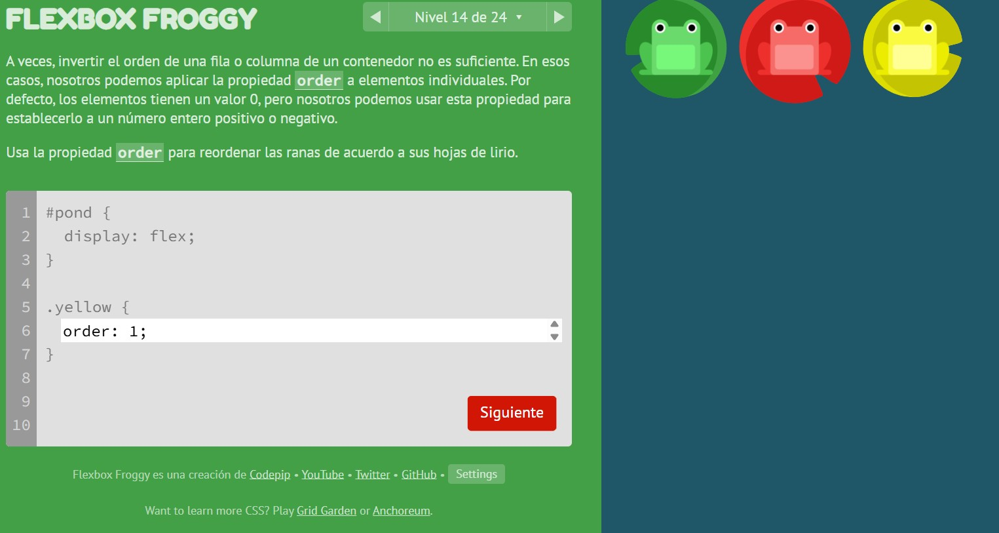 FLEXBOX FROGGY
Nivel 14 de 24
A veces, invertir el orden de una fila o columna de un contenedor no es suficiente. En esos
casos, nosotros podemos aplicar la propiedad order a elementos individuales. Por
defecto, los elementos tienen un valor 0, pero nosotros podemos usar esta propiedad para
establecerlo a un número entero positivo o negativo.
Usa la propiedad order para reordenar las ranas de acuerdo a sus hojas de lirio.
1 #pond {
2 display: flex;
3 }
4
5 .yellow {
6 order: 1;
7 }
8
9
10
Siguiente
Flexbox Froggy es una creación de Codepip • YouTube • Twitter • GitHub • Settings
Want to learn more CSS? Play Grid Garden or Anchoreum.